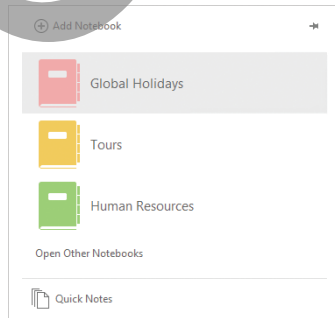 Add Notebook
Global Holidays
Tours
Human Resources
Open Other Notebooks
Quick Notes